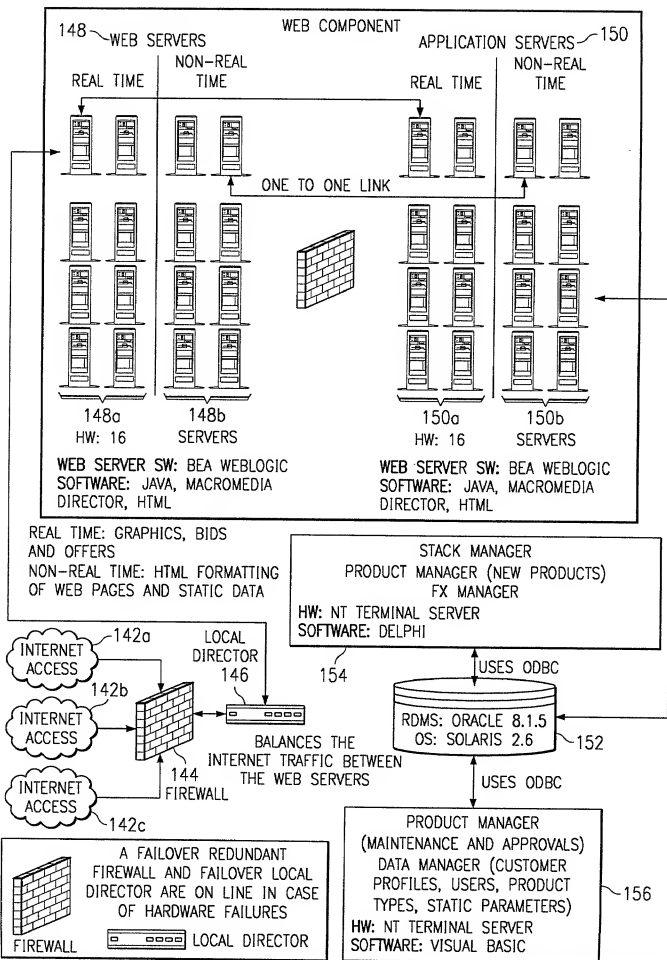 WEB COMPONENT
148
WEB SERVERS
APPLICATION SERVERS
150
REAL TIME
NON-REAL
TIME
REAL TIME
NON-REAL
TIME
ONE TO ONE LINK
148a
148b
150a
150b
HW: 16
SERVERS
HW: 16
SERVERS
WEB SERVER SW: BEA WEBLOGIC
SOFTWARE: JAVA, MACROMEDIA
DIRECTOR, HTML
WEB SERVER SW: BEA WEBLOGIC
SOFTWARE: JAVA, MACROMEDIA
DIRECTOR, HTML
REAL TIME: GRAPHICS, BIDS
AND OFFERS
NON-REAL TIME: HTML FORMATTING
OF WEB PAGES AND STATIC DATA
STACK MANAGER
PRODUCT MANAGER (NEW PRODUCTS)
FX MANAGER
HW: NT TERMINAL SERVER
SOFTWARE: DELPHI
154
USES ODBC
142a
INTERNET
ACCESS
142b
INTERNET
ACCESS
INTERNET
ACCESS
142c
144
FIREWALL
LOCAL
DIRECTOR
146
BALANCES THE
INTERNET TRAFFIC BETWEEN
THE WEB SERVERS
RDMS: ORACLE 8.1.5
OS: SOLARIS 2.6
152
USES ODBC
PRODUCT MANAGER
(MAINTENANCE AND APPROVALS)
DATA MANAGER (CUSTOMER
PROFILES, USERS, PRODUCT
TYPES, STATIC PARAMETERS)
HW: NT TERMINAL SERVER
SOFTWARE: VISUAL BASIC
156
A FAILOVER REDUNDANT
FIREWALL AND FAILOVER LOCAL
DIRECTOR ARE ON LINE IN CASE
OF HARDWARE FAILURES
FIREWALL
LOCAL DIRECTOR